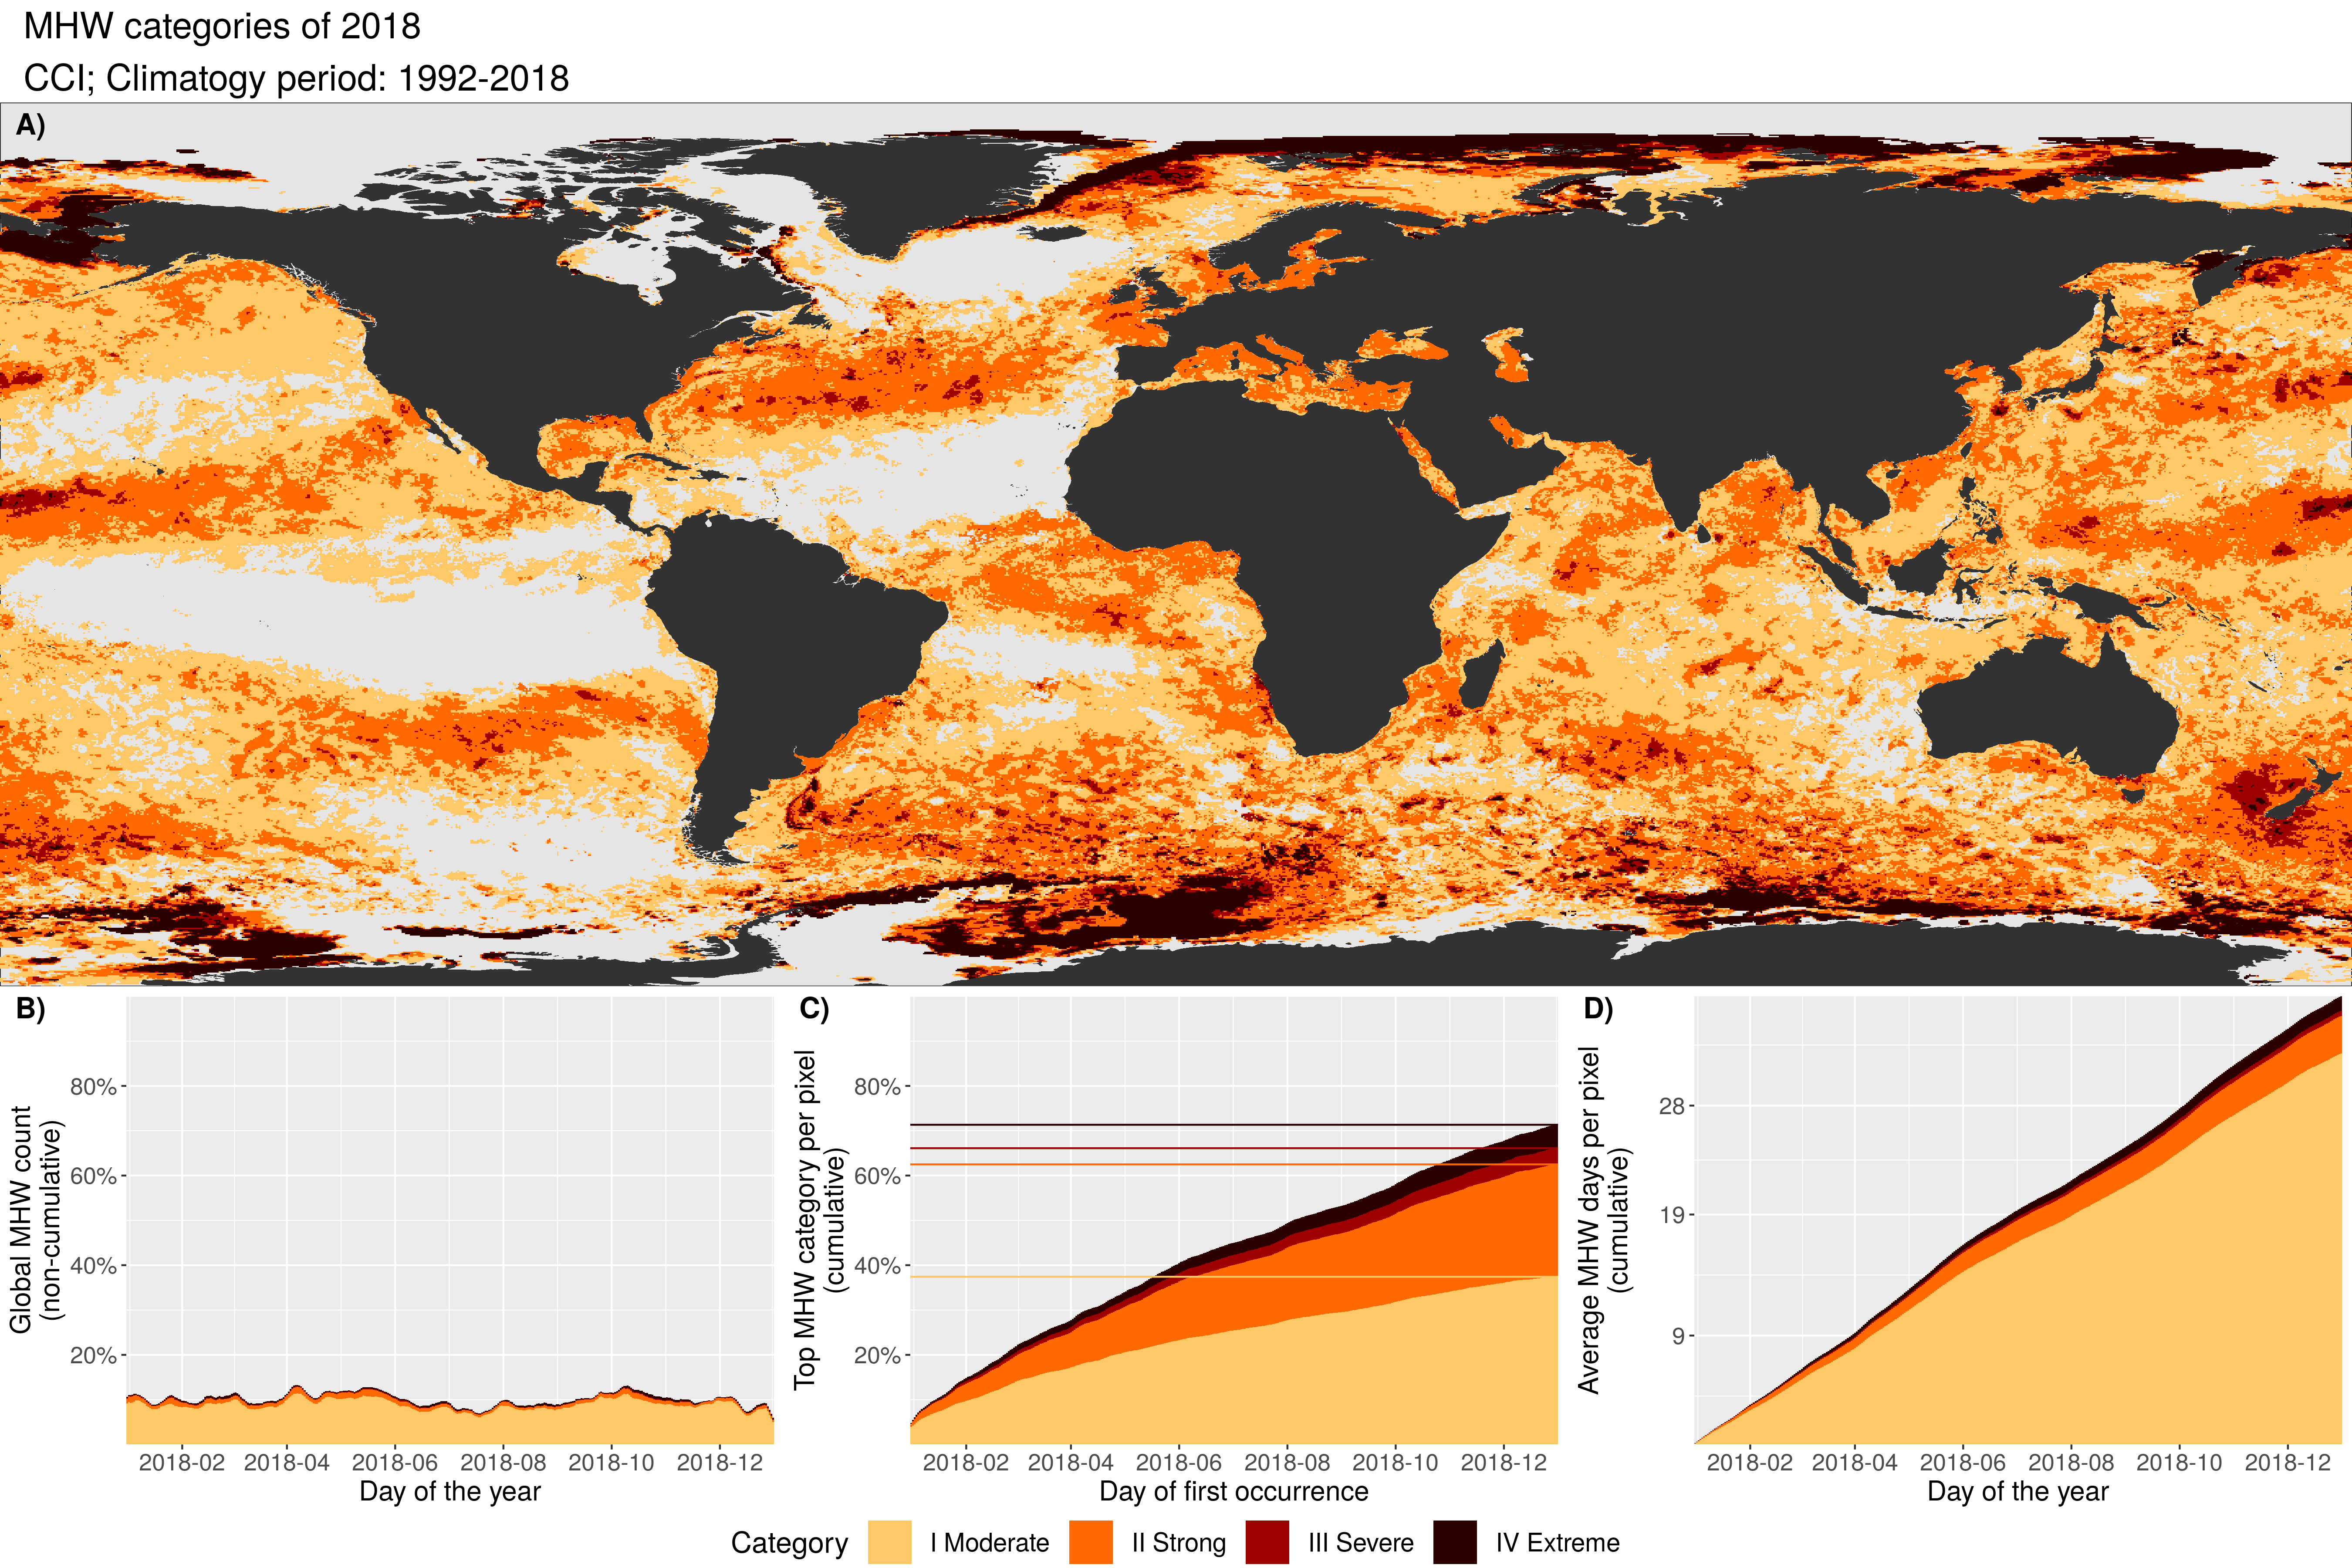 MHW categories of 2018
CCI; Climatogy period: 1992-2018
A)
B)
Global MHW count
(non-cumulative)
80%
60%
40%
20%
2018-02 2018-04 2018-06 2018-08 2018-10 2018-12
Day of the year
C)
Top MHW category per pixel
(cumulative)
80%
60%
40%
20%
2018-02 2018-04 2018-06 2018-08 2018-10 2018-12
Day of first occurrence
D)
Average MHW days per pixel
(cumulative)
28
19
9
2018-02 2018-04 2018-06 2018-08 2018-10 2018-12
Day of the year
Category I Moderate II Strong III Severe IV Extreme